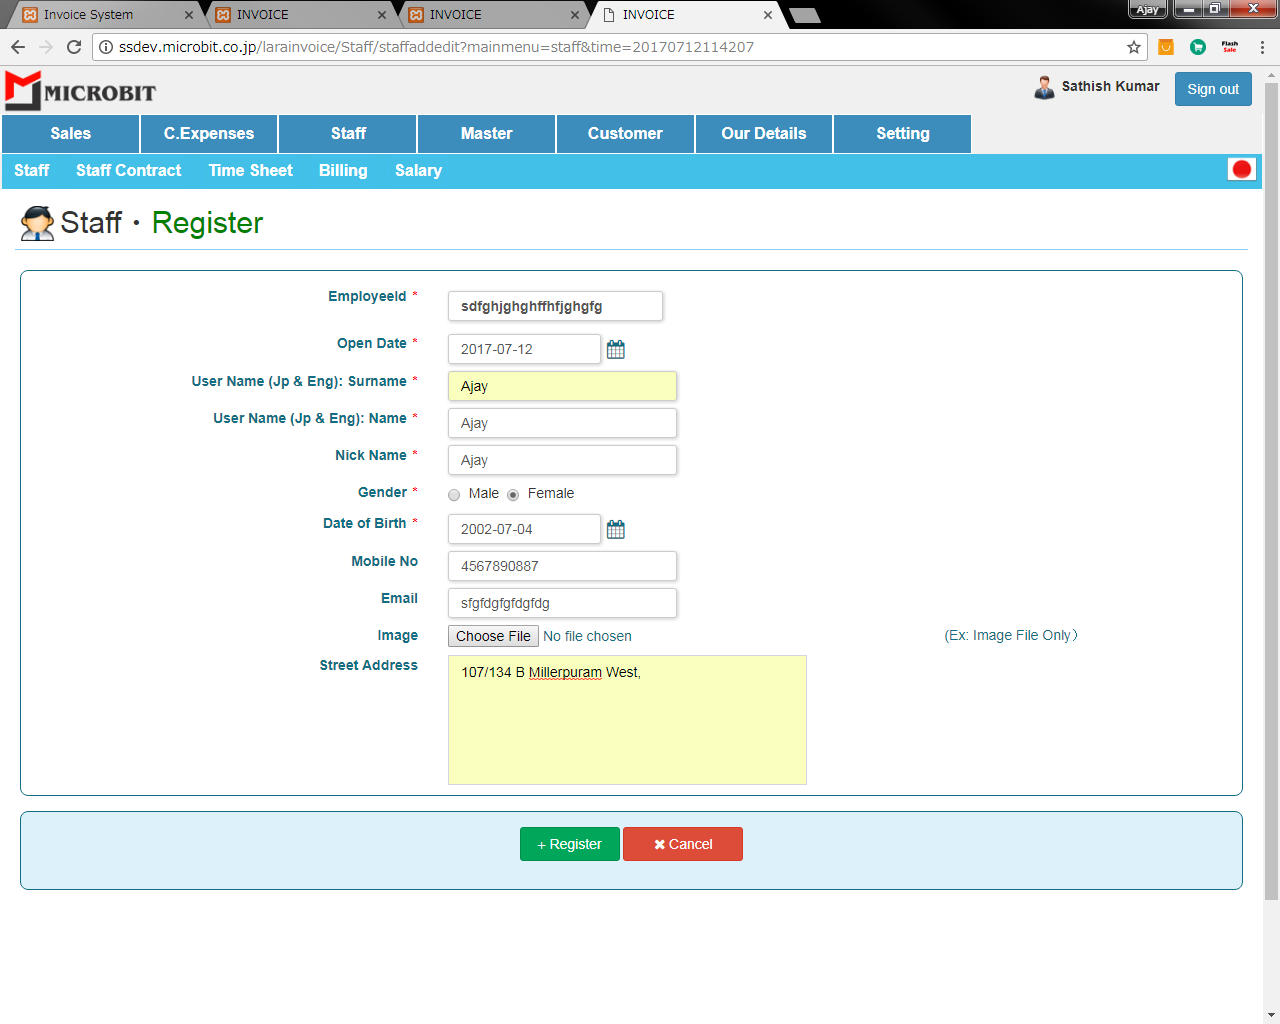 Invoice System
INVOICE
INVOICE
INVOICE
Ajay
ssdev.microbit.co.jp/larainvoice/Staff/staffaddedit?mainmenu=staff&time=20170712114207
Flash
Sale
MICROBIT
Sathish Kumar
Sign out
Sales
C.Expenses
Staff
Master
Customer
Our Details
Setting
Staff
Staff Contract
Time Sheet
Billing
Salary
Staff・Register
EmployeeId *
sdfghjghghffhfjghgfg
Open Date *
2017-07-12
User Name (Jp & Eng): Surname *
Ajay
User Name (Jp & Eng): Name *
Ajay
Nick Name *
Ajay
Gender *
Male
Female
Date of Birth *
2002-07-04
Mobile No
4567890887
Email
sfgfdgfgfdgfdg
Image
Choose File No file chosen
(Ex: Image File Only）
Street Address
107/134 B Millerpuram West,
+ Register
✖ Cancel